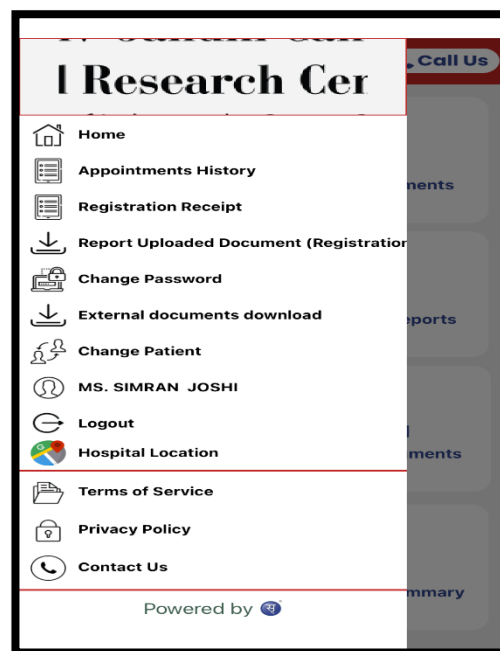 l Research Cer
Call Us
Home
Appointments History
ments
Registration Receipt
Report Uploaded Document (Registration
Change Password
External documents download
eports
Change Patient
MS. SIMRAN JOSHI
Logout
Hospital Location
ments
Terms of Service
Privacy Policy
Contact Us
mmary
Powered by